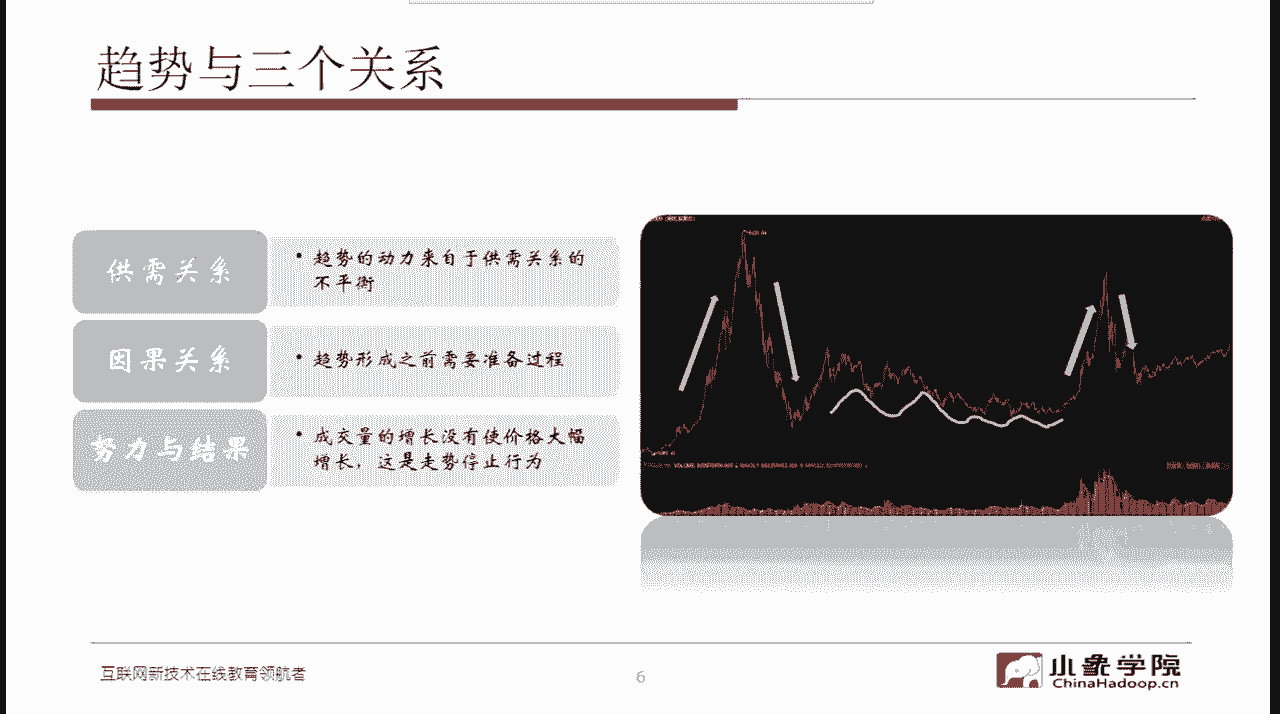 趋势与三个关系
供需关系
• 趋势的动力来自于供需关系的
不平衡
因果关系
• 趋势形成之前需要准备过程
努力与结果
• 成交量的增长没有使价格大幅
增长，这是走势停止行为
互联网新技术在线教育领航者
6
小象学院
ChinaHadoop.cn